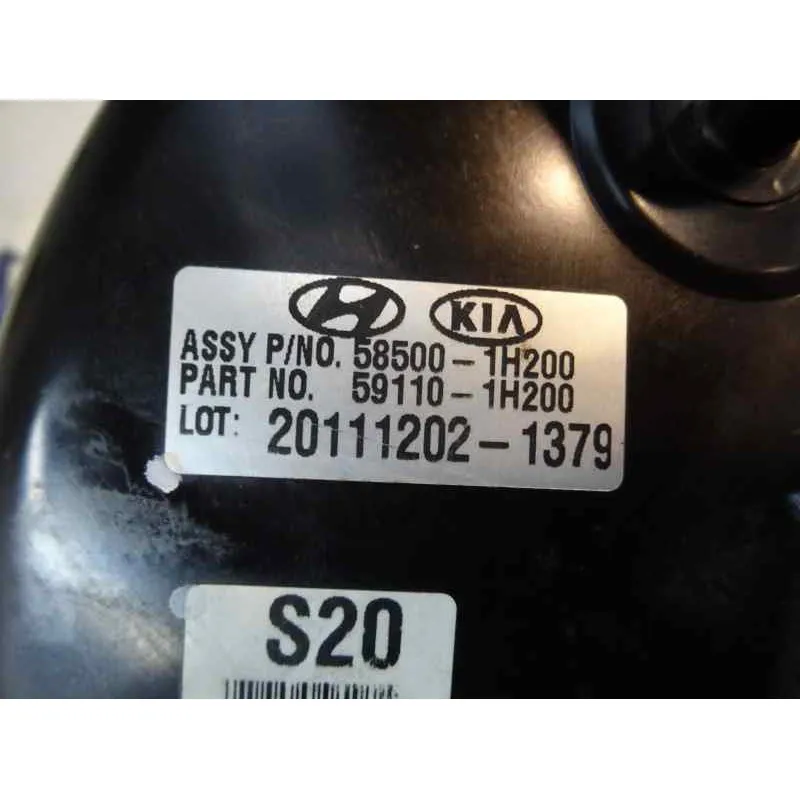 KIA
ASSY P/NO. 58500-1H200
PART NO. 59110-1H200
LOT: 20111202-1379
S20